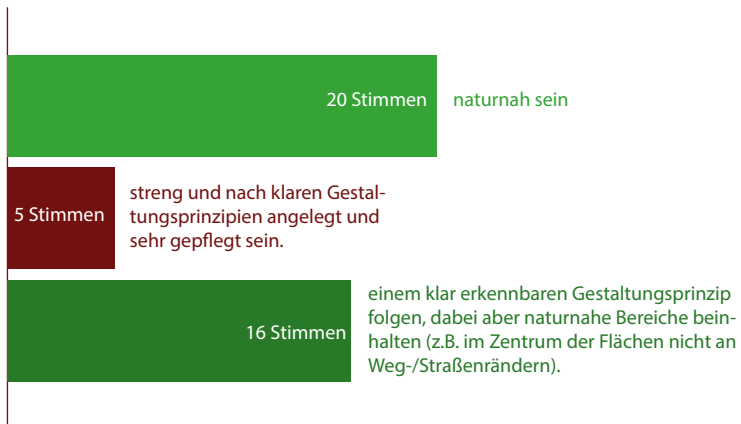 20 Stimmen naturnah sein
5 Stimmen
streng und nach klaren Gestal-
tungsprinzipien angelegt und
sehr gepflegt sein.
16 Stimmen
einem klar erkennbaren Gestaltungsprinzip
folgen, dabei aber naturnahe Bereiche bein-
halten (z.B. im Zentrum der Flächen nicht an
Weg-/Straßenrändern).